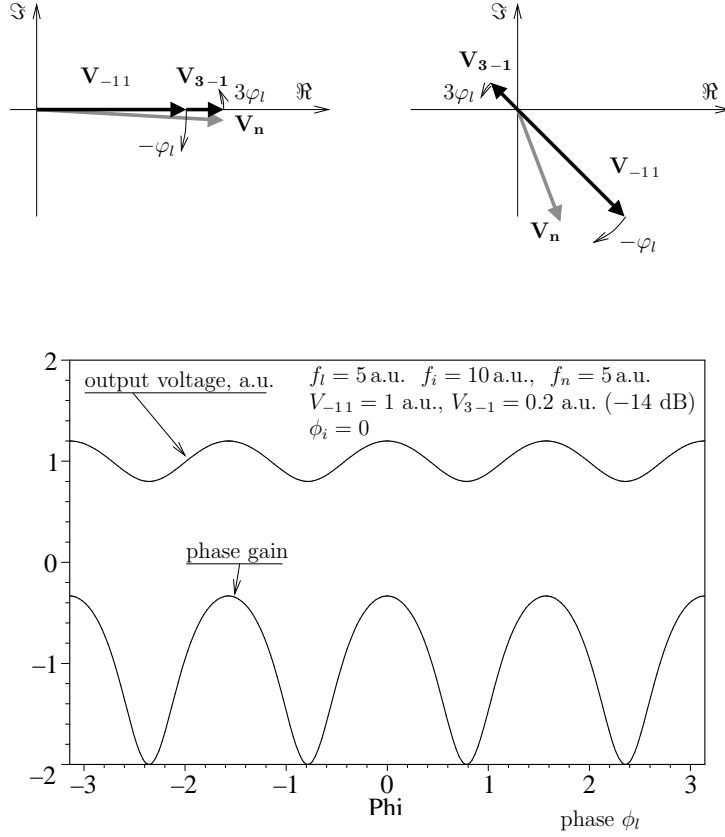 ℑ
V₋₁₁ V₃₋₁ 3φₗ ℜ
−φₗ Vₙ
ℑ
V₃₋₁
3φₗ ℜ
V₋₁₁
Vₙ −φₗ
output voltage, a.u.
fₗ = 5 a.u. fᵢ = 10 a.u., fₙ = 5 a.u.
V₋₁₁ = 1 a.u., V₃₋₁ = 0.2 a.u. (−14 dB)
ϕᵢ = 0
phase gain
2
1
0
−1
−2
−3 −2 −1 0 1 2 3
Phi
phase ϕₗ